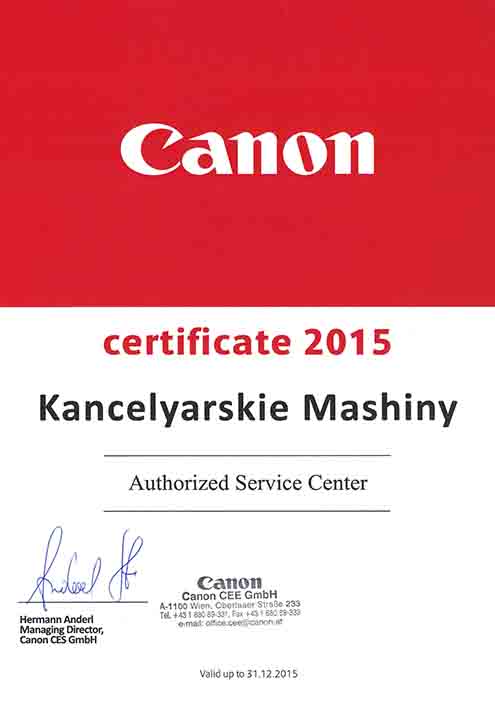 Canon
certificate 2015
Kancelyarskie Mashiny
Authorized Service Center
Hermann Anderl
Managing Director,
Canon CES GmbH
Canon
Canon CEE GmbH
A-1100 Wien, Oberlaaer Straße 233
Tel. +43 1 680 89-331, Fax +43 1 680 89-333
e-mail: office.cee@canon.at
Valid up to 31.12.2015